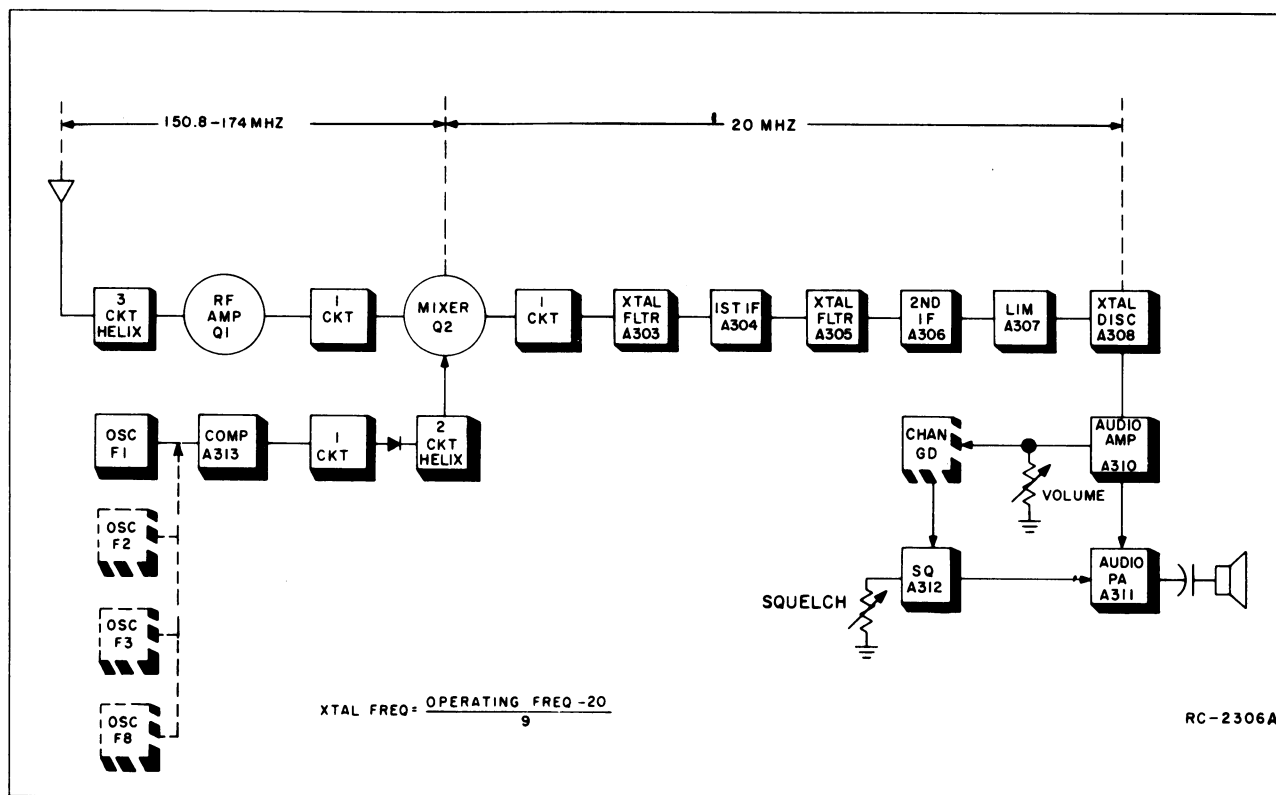 150.8-174 MHZ
20 MHZ
3
CKT
HELIX
RF
AMP
Q1
1
CKT
MIXER
Q2
1
CKT
XTAL
FLTR
A303
1ST IF
A304
XTAL
FLTR
A305
2ND
IF
A306
LIM
A307
XTAL
DISC
A308
OSC
F1
COMP
A313
1
CKT
2
CKT
HELIX
CHAN
GD
VOLUME
AUDIO
AMP
A310
OSC
F2
SQUELCH
SQ
A312
AUDIO
PA
A311
OSC
F3
OSC
F8
XTAL FREQ= OPERATING FREQ -20
9
RC-2306A